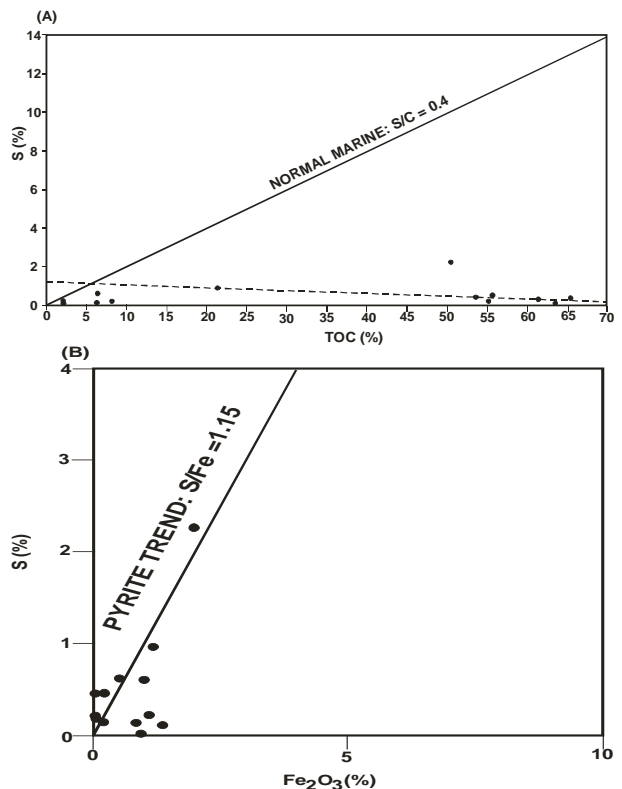 (A)
14
12
10
8
6
4
2
0
S (%)
NORMAL MARINE: S/C = 0.4
0 5 10 15 20 25 30 35 40 45 50 55 60 65 70
TOC (%)
(B)
4
3
2
1
0
S (%)
PYRITE TREND: S/Fe =1.15
0 5 10
Fe₂O₃(%)